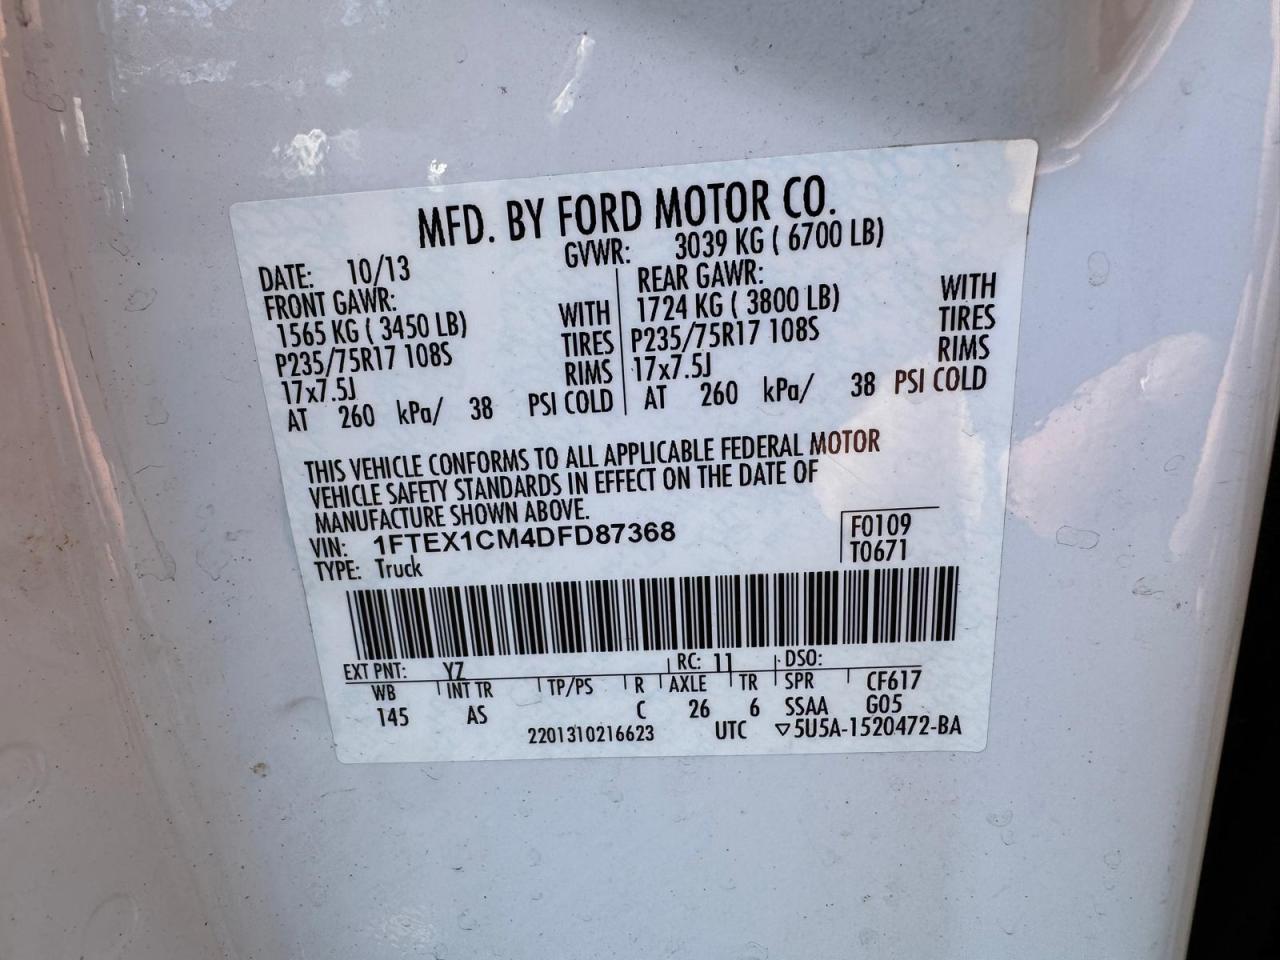 MFD. BY FORD MOTOR CO.
DATE: 10/13 GVWR: 3039 KG ( 6700 LB)
FRONT GAWR: REAR GAWR:
1565 KG ( 3450 LB) WITH 1724 KG ( 3800 LB) WITH
P235/75R17 108S TIRES P235/75R17 108S TIRES
17x7.5J RIMS 17x7.5J RIMS
AT 260 kPa/ 38 PSI COLD AT 260 kPa/ 38 PSI COLD
THIS VEHICLE CONFORMS TO ALL APPLICABLE FEDERAL MOTOR
VEHICLE SAFETY STANDARDS IN EFFECT ON THE DATE OF
MANUFACTURE SHOWN ABOVE.
VIN: 1FTEX1CM4DFD87368 F0109
TYPE: Truck T0671
EXT PNT: YZ RC: 11 DSO:
WB INT TR TP/PS R AXLE TR SPR CF617
145 AS C 26 6 SSAA G05
2201310216623 UTC ▽5U5A-1520472-BA